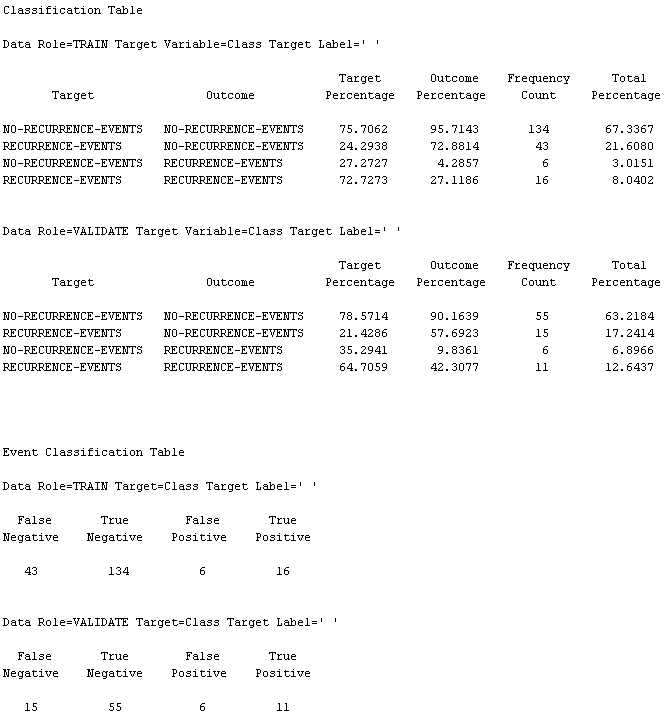 Classification Table
Data Role=TRAIN Target Variable=Class Target Label=' '
Target Outcome Frequency Total
Target Outcome Percentage Percentage Count Percentage
NO-RECURRENCE-EVENTS NO-RECURRENCE-EVENTS 75.7062 95.7143 134 67.3367
RECURRENCE-EVENTS NO-RECURRENCE-EVENTS 24.2938 72.8814 43 21.6080
NO-RECURRENCE-EVENTS RECURRENCE-EVENTS 27.2727 4.2857 6 3.0151
RECURRENCE-EVENTS RECURRENCE-EVENTS 72.7273 27.1186 16 8.0402
Data Role=VALIDATE Target Variable=Class Target Label=' '
Target Outcome Frequency Total
Target Outcome Percentage Percentage Count Percentage
NO-RECURRENCE-EVENTS NO-RECURRENCE-EVENTS 78.5714 90.1639 55 63.2184
RECURRENCE-EVENTS NO-RECURRENCE-EVENTS 21.4286 57.6923 15 17.2414
NO-RECURRENCE-EVENTS RECURRENCE-EVENTS 35.2941 9.8361 6 6.8966
RECURRENCE-EVENTS RECURRENCE-EVENTS 64.7059 42.3077 11 12.6437
Event Classification Table
Data Role=TRAIN Target=Class Target Label=' '
False True False True
Negative Negative Positive Positive
43 134 6 16
Data Role=VALIDATE Target=Class Target Label=' '
False True False True
Negative Negative Positive Positive
15 55 6 11